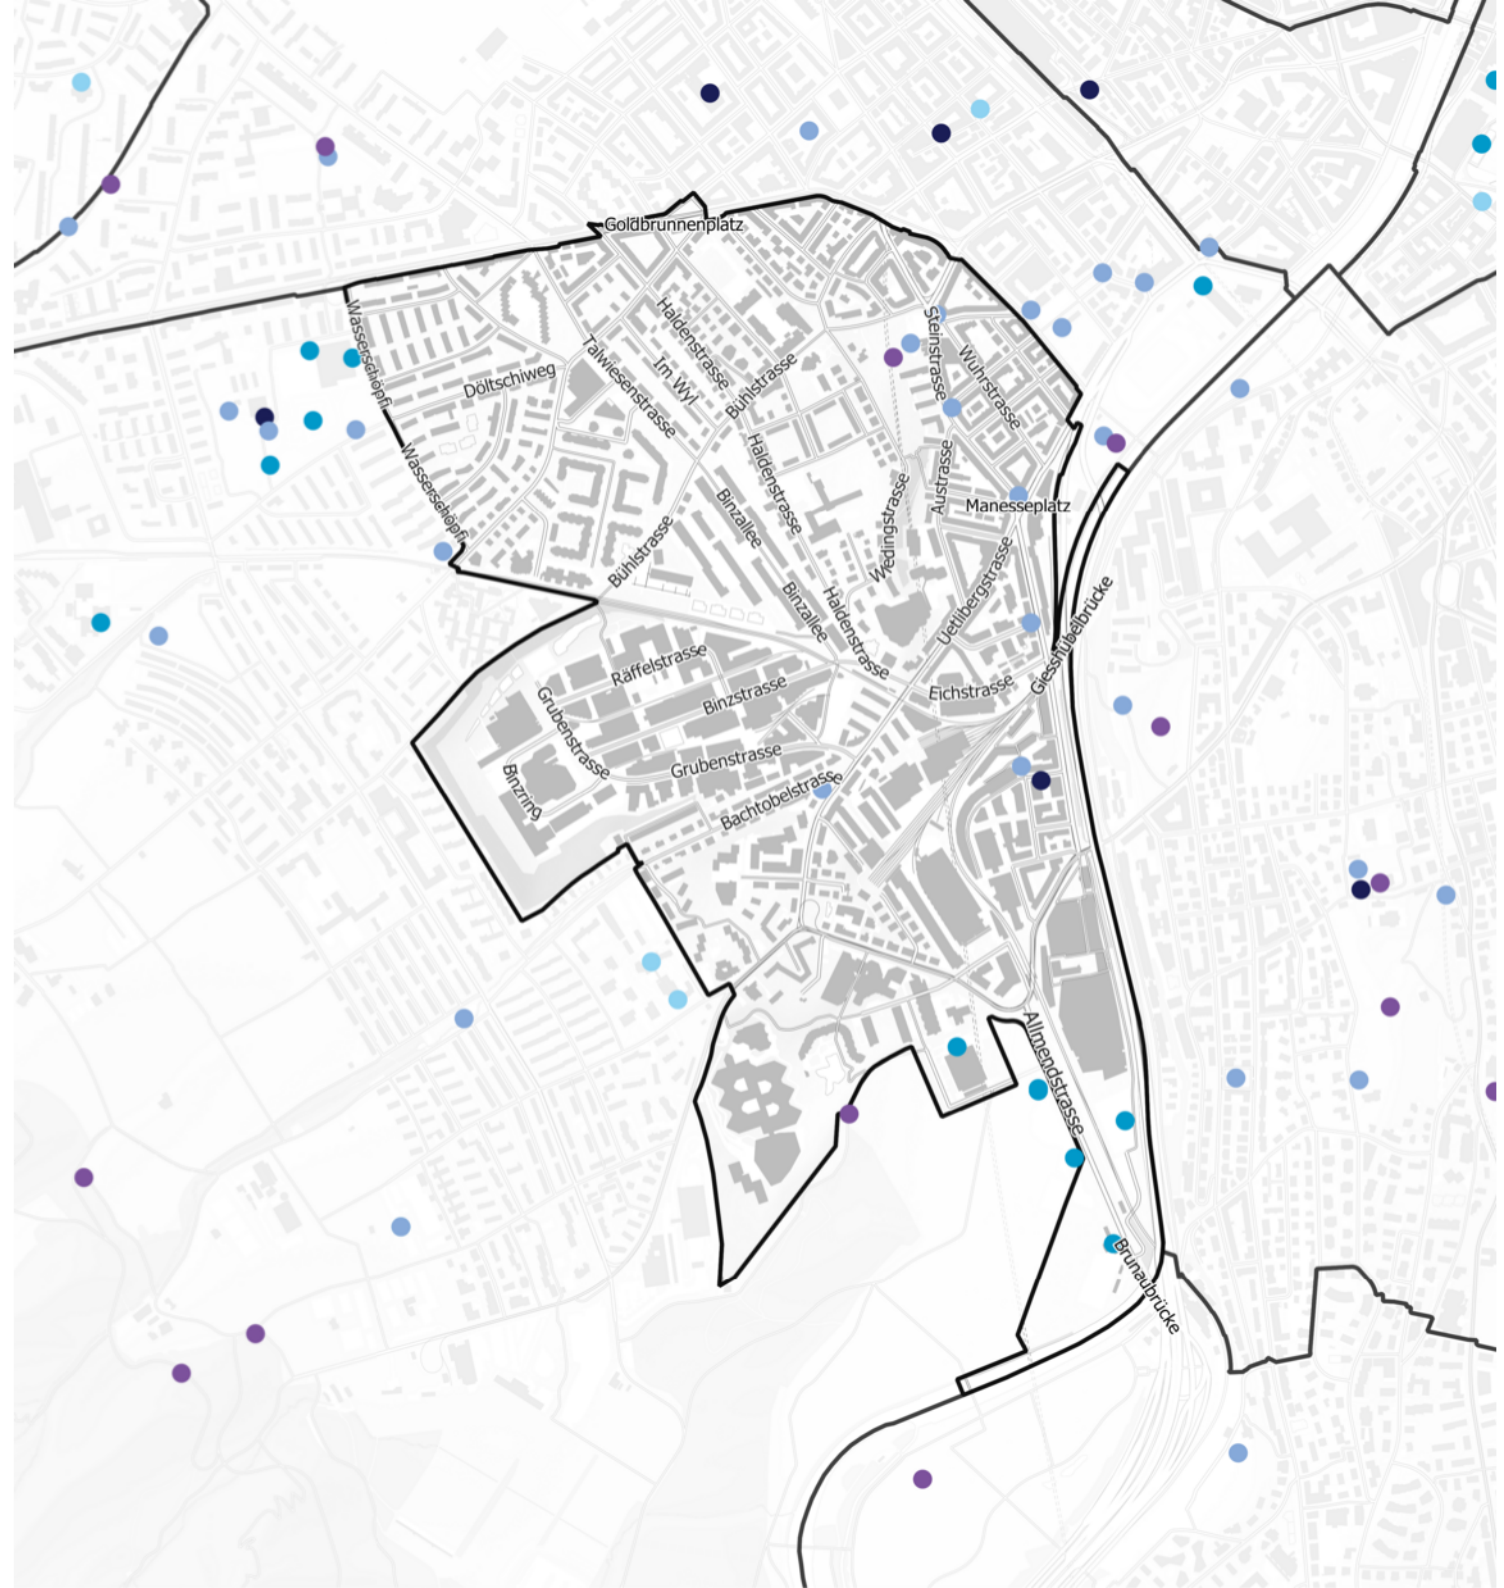 Goldbrunnenplatz
Wasserschöpfi
Haldenstrasse
Steinstrasse
Talwiesenstrasse
Im Wyl
Bühlstrasse
Wuhrstrasse
Döltschiweg
Wasserschöpfi
Haldenstrasse
Austrasse
Binzallee
Wiedingstrasse
Manesseplatz
Bühlstrasse
Uetlibergstrasse
Binzallee
Haldenstrasse
Giesshübelbrücke
Räffelstrasse
Binzstrasse
Eichstrasse
Grubenstrasse
Grubenstrasse
Binzring
Bachtobelstrasse
Allmendstrasse
Brunaubrücke